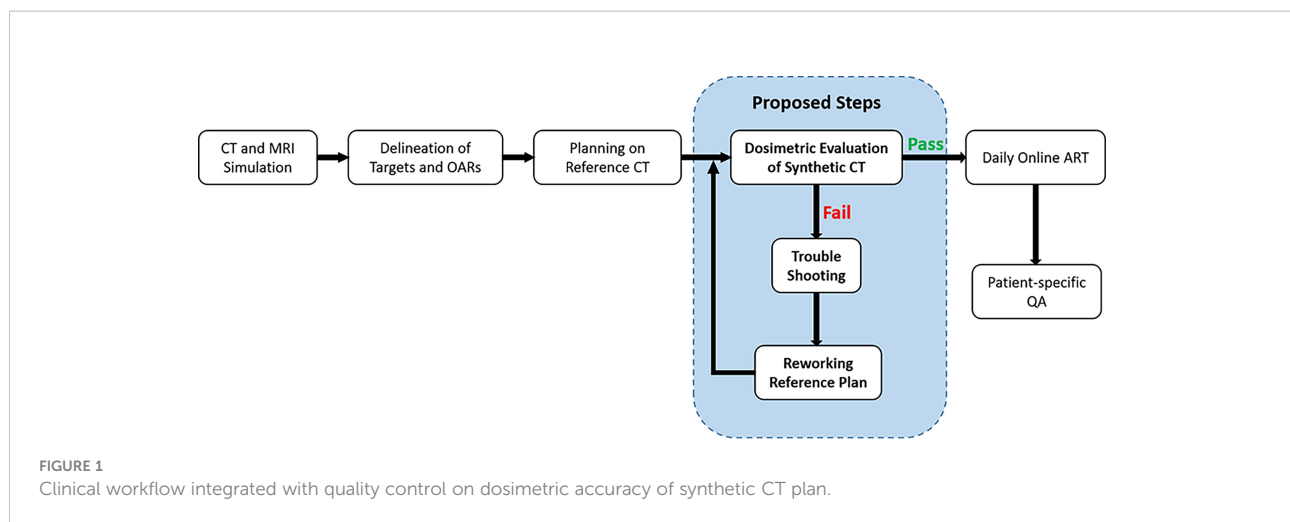 Proposed Steps
CT and MRI
Simulation
Delineation of
Targets and OARs
Planning on
Reference CT
Dosimetric Evaluation
of Synthetic CT
Pass
Daily Online ART
Fail
Trouble
Shooting
Patient-specific
QA
Reworking
Reference Plan
FIGURE 1
Clinical workflow integrated with quality control on dosimetric accuracy of synthetic CT plan.